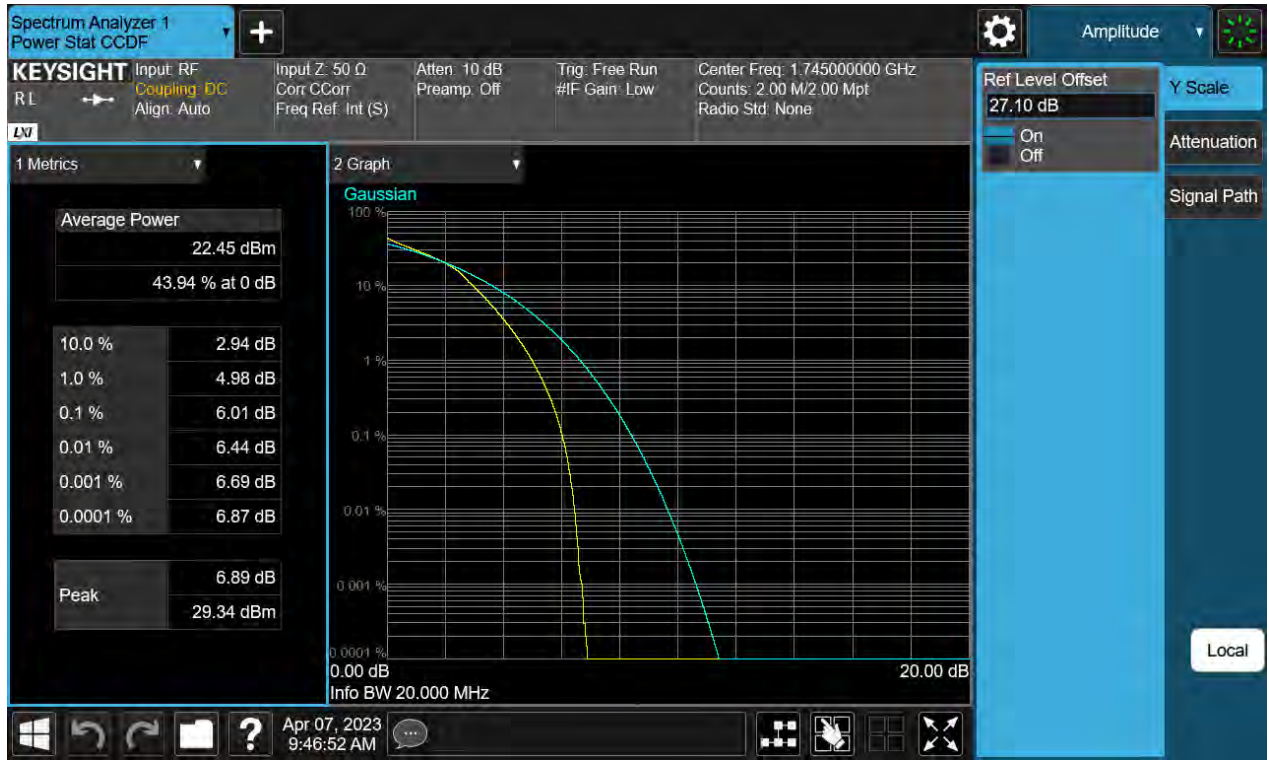 Spectrum Analyzer 1
Power Stat CCDF
+
Amplitude
KEYSIGHT
RL
LXI
Input: RF
Coupling: DC
Align: Auto
Input Z: 50 Ω
Corr CCorr
Freq Ref: Int (S)
Atten: 10 dB
Preamp: Off
Trig: Free Run
#IF Gain: Low
Center Freq: 1.745000000 GHz
Counts: 2.00 M/2.00 Mpt
Radio Std: None
Ref Level Offset
27.10 dB
On
Off
Y Scale
Attenuation
Signal Path
Local
1 Metrics
Average Power
22.45 dBm
43.94 % at 0 dB
10.0 % 2.94 dB
1.0 % 4.98 dB
0.1 % 6.01 dB
0.01 % 6.44 dB
0.001 % 6.69 dB
0.0001 % 6.87 dB
Peak 6.89 dB
29.34 dBm
2 Graph
Gaussian
100 %
10 %
1 %
0.1 %
0.01 %
0.001 %
0.0001 %
0.00 dB 20.00 dB
Info BW 20.000 MHz
?
Apr 07, 2023
9:46:52 AM